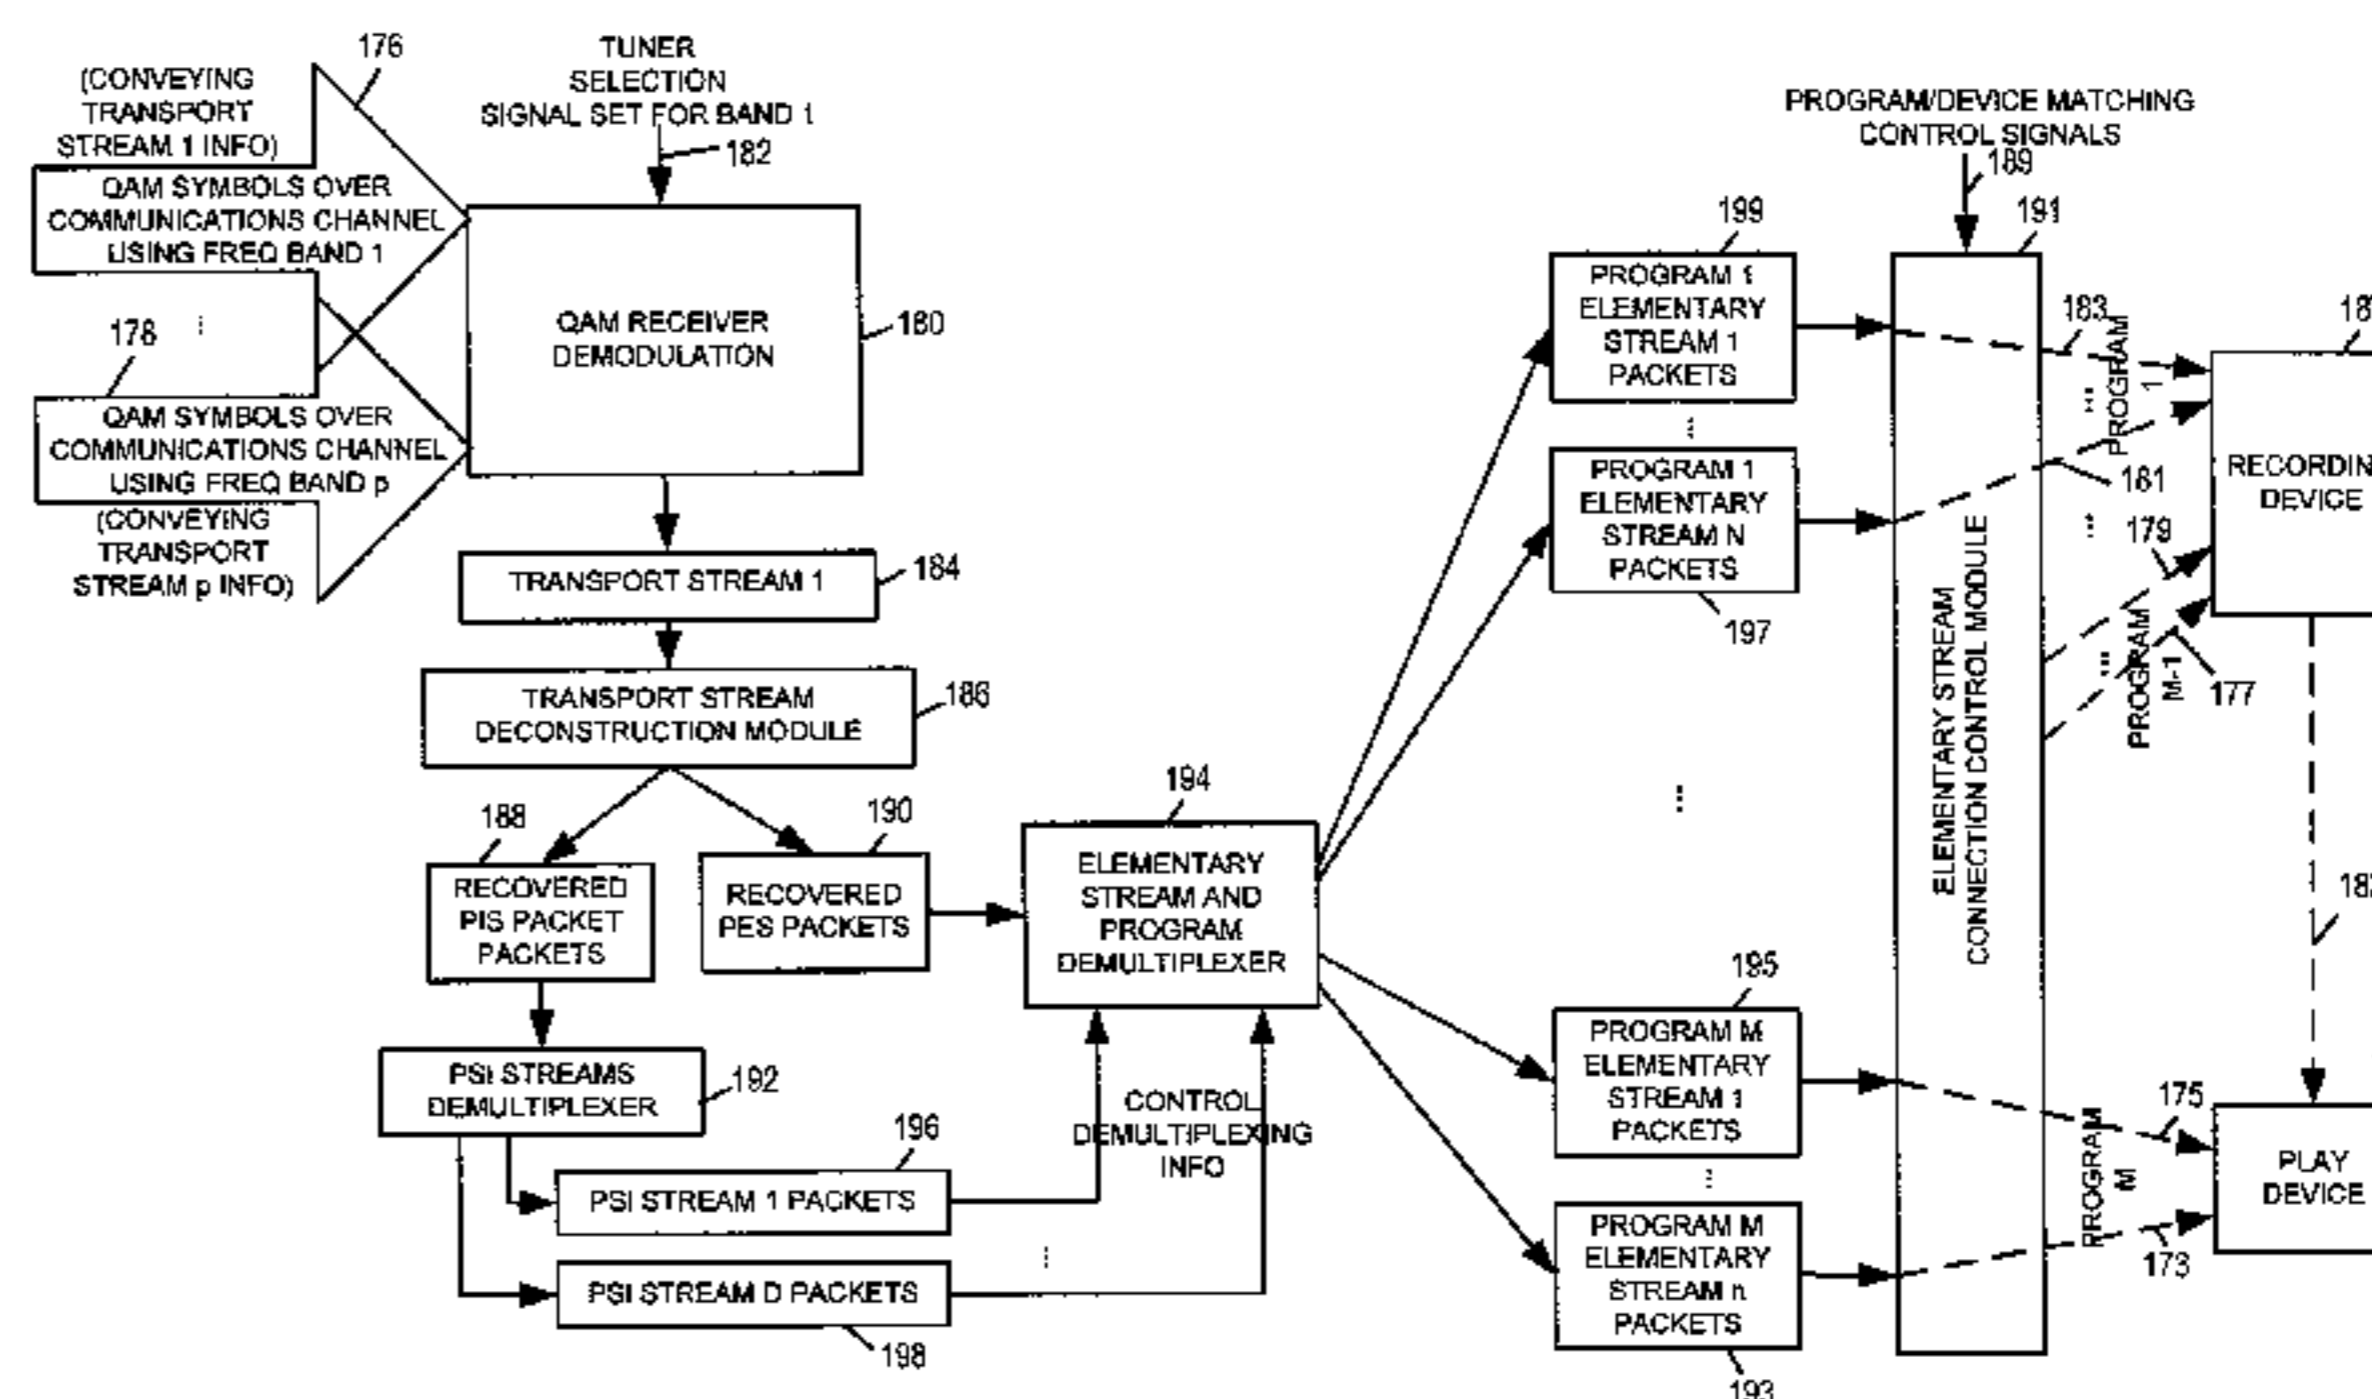 176
(CONVEYING
TRANSPORT
STREAM 1 INFO)
QAM SYMBOLS OVER
COMMUNICATIONS CHANNEL
USING FREQ BAND 1
178
QAM SYMBOLS OVER
COMMUNICATIONS CHANNEL
USING FREQ BAND p
(CONVEYING
TRANSPORT
STREAM p INFO)
TUNER
SELECTION
SIGNAL SET FOR BAND 1
182
QAM RECEIVER
DEMODULATION
180
TRANSPORT STREAM 1
184
TRANSPORT STREAM
DECONSTRUCTION MODULE
186
188
RECOVERED
PIS PACKET
PACKETS
190
RECOVERED
PES PACKETS
PSI STREAMS
DEMULTIPLEXER
192
196
PSI STREAM 1 PACKETS
PSI STREAM D PACKETS
198
194
ELEMENTARY
STREAM AND
PROGRAM
DEMULTIPLEXER
CONTROL
DEMULTIPLEXING
INFO
199
PROGRAM 1
ELEMENTARY
STREAM 1
PACKETS
PROGRAM 1
ELEMENTARY
STREAM N
PACKETS
197
195
PROGRAM M
ELEMENTARY
STREAM 1
PACKETS
PROGRAM M
ELEMENTARY
STREAM n
PACKETS
193
PROGRAM/DEVICE MATCHING
CONTROL SIGNALS
189
191
ELEMENTARY STREAM
CONNECTION CONTROL MODULE
183
PROGRAM
1
PROGRAM
181
179
PROGRAM
M-1
177
175
PROGRAM
M
173
DEVICE
PLAY
DEVICE